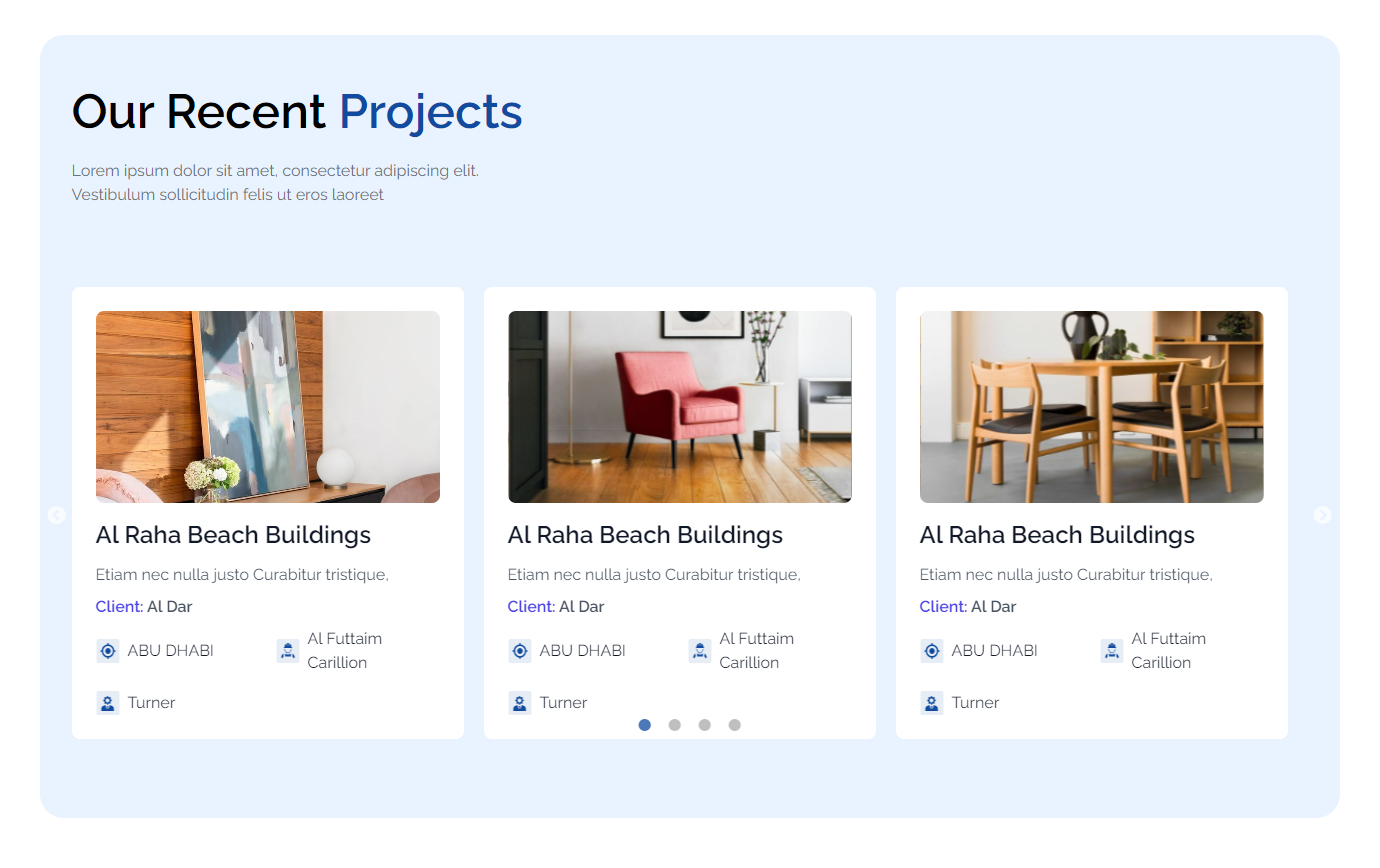 Our Recent Projects
Lorem ipsum dolor sit amet, consectetur adipiscing elit.
Vestibulum sollicitudin felis ut eros laoreet
Al Raha Beach Buildings
Etiam nec nulla justo Curabitur tristique,
Client: Al Dar
ABU DHABI
Al Futtaim
Carillion
Turner
Al Raha Beach Buildings
Etiam nec nulla justo Curabitur tristique,
Client: Al Dar
ABU DHABI
Al Futtaim
Carillion
Turner
Al Raha Beach Buildings
Etiam nec nulla justo Curabitur tristique,
Client: Al Dar
ABU DHABI
Al Futtaim
Carillion
Turner